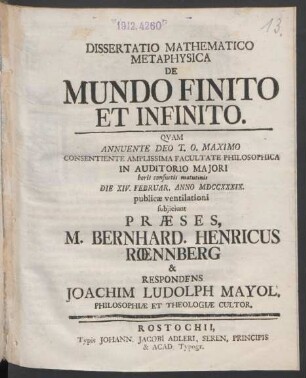 "1912.4260"
13.
DISSERTATIO MATHEMATICO
METAPHYSICA
DE
MUNDO FINITO
ET INFINITO.
QVAM
ANNUENTE DEO T. O. MAXIMO
CONSENTIENTE AMPLISSIMA FACULTATE PHILOSOPHICA
IN AUDITORIO MAJORI
horis consuetis matutinis
DIE XIV. FEBRUAR. ANNO MDCCXXXIX.
publicæ ventilationi
subjiciunt
PRÆSES,
M. BERNHARD. HENRICUS
RŒNNBERG
&
RESPONDENS
JOACHIM LUDOLPH MAYOL,
PHILOSOPHIÆ ET THEOLOGIÆ CULTOR.
ROSTOCHII,
Typis JOHANN. JACOBI ADLERI, SEREN. PRINCIPIS
& ACAD. Typogr.